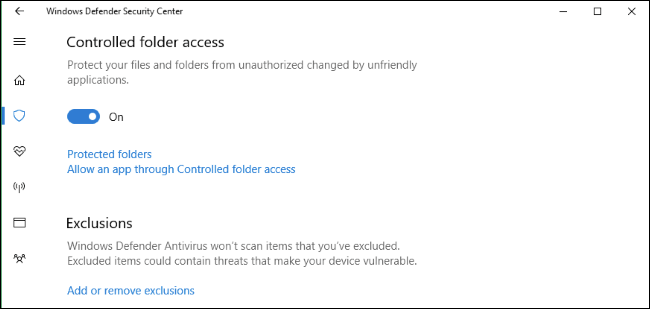 Windows Defender Security Center
Controlled folder access
Protect your files and folders from unauthorized changed by unfriendly
applications.
On
Protected folders
Allow an app through Controlled folder access
Exclusions
Windows Defender Antivirus won't scan items that you've excluded.
Excluded items could contain threats that make your device vulnerable.
Add or remove exclusions